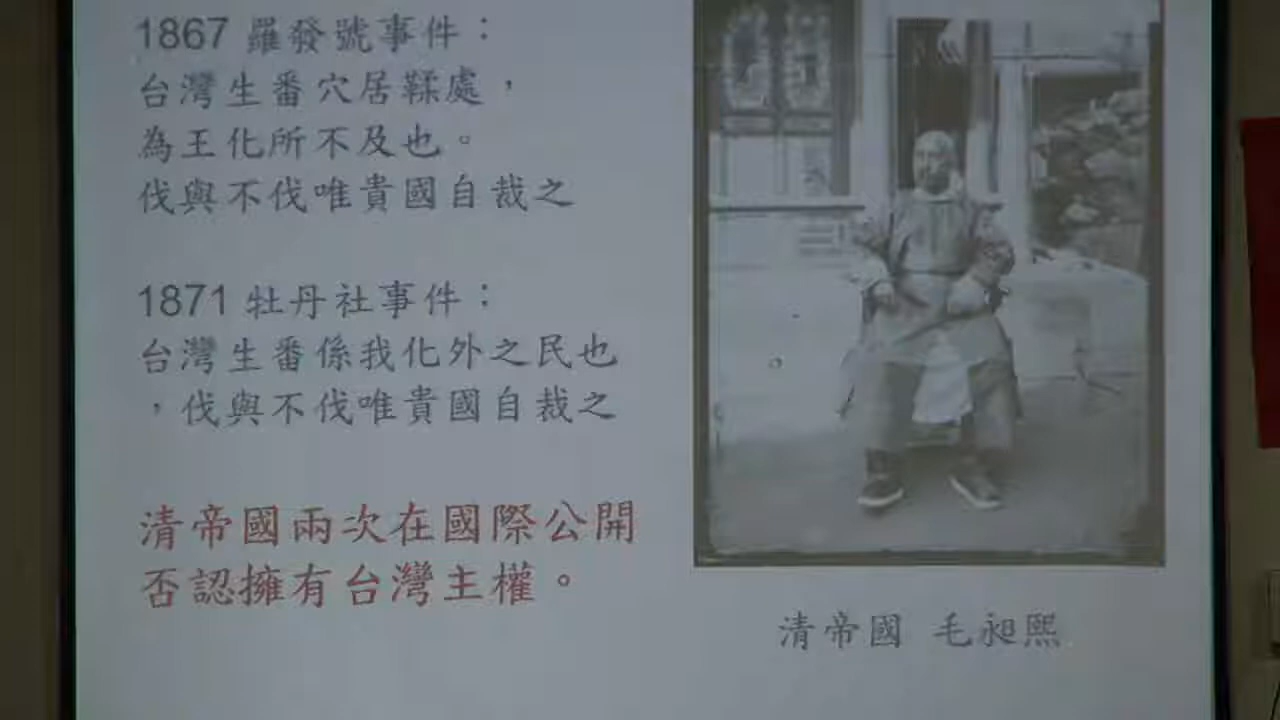 1867 羅發號事件：
台灣生番穴居鞣處，
為王化所不及也。
伐與不伐唯貴國自裁之
1871 牡丹社事件：
台灣生番係我化外之民也
，伐與不伐唯貴國自裁之
清帝國兩次在國際公開
否認擁有台灣主權。
清帝國 毛昶熙